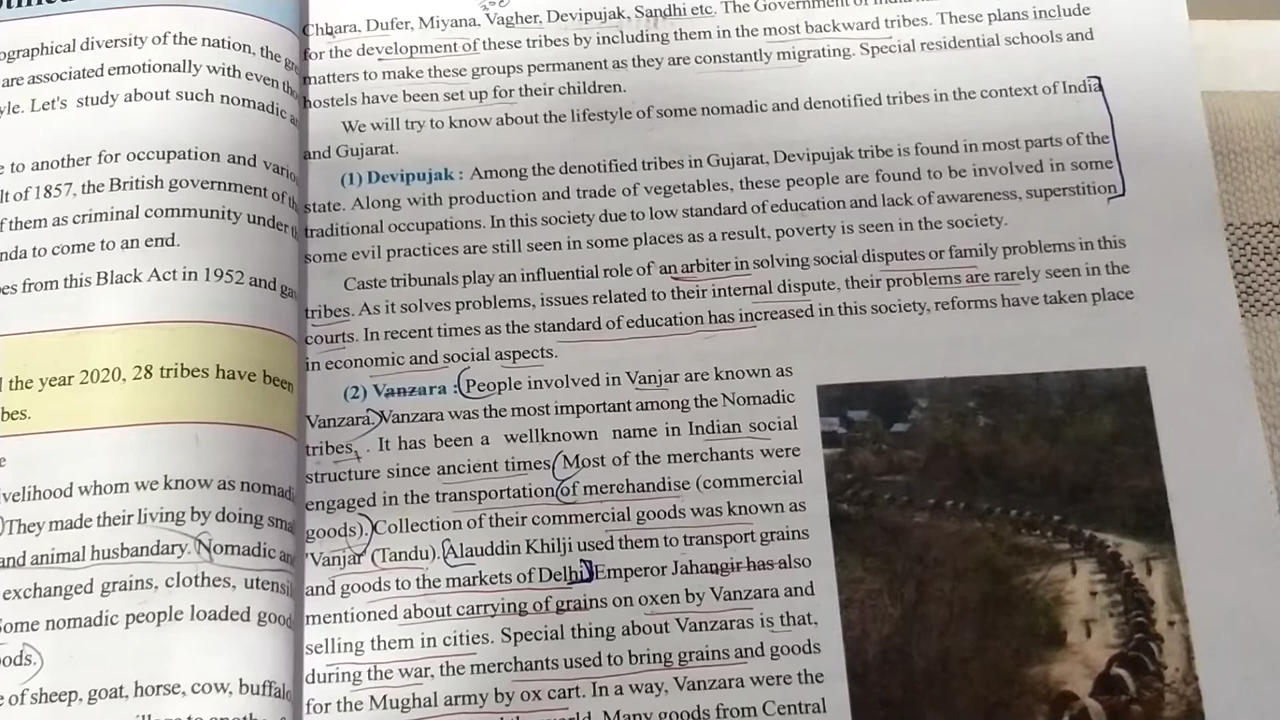 ographical diversity of the nation, the
are associated emotionally with even
yle. Let's study about such nomadic
e to another for occupation and
lt of 1857, the British government of
f them as criminal community under
nda to come to an end.
es from this Black Act in 1952 and
the year 2020, 28 tribes have been
bes.
e
velihood whom we know as nomad
They made their living by doing
and animal husbandary. Nomadic
exchanged grains, clothes,
ome nomadic people loaded
ods.)
e of sheep, goat, horse, cow,
Chhara, Dufer, Miyana, Vagher, Devipujak, Sandhi etc. The Government of India
for the development of these tribes by including them in the most backward tribes. These plans include
matters to make these groups permanent as they are constantly migrating. Special residential schools and
hostels have been set up for their children.
We will try to know about the lifestyle of some nomadic and denotified tribes in the context of India
and Gujarat.
(1) Devipujak : Among the denotified tribes in Gujarat, Devipujak tribe is found in most parts of the
state. Along with production and trade of vegetables, these people are found to be involved in some
traditional occupations. In this society due to low standard of education and lack of awareness, superstition
some evil practices are still seen in some places as a result, poverty is seen in the society.
Caste tribunals play an influential role of an arbiter in solving social disputes or family problems in this
tribes. As it solves problems, issues related to their internal dispute, their problems are rarely seen in the
courts. In recent times as the standard of education has increased in this society, reforms have taken place
in economic and social aspects.
(2) Vanzara : (People involved in Vanjar are known as
Vanzara.) Vanzara was the most important among the Nomadic
tribes, . It has been a wellknown name in Indian social
structure since ancient times (Most of the merchants were
engaged in the transportation of merchandise (commercial
goods).) Collection of their commercial goods was known as
'Vanjar' (Tandu). (Alauddin Khilji used them to transport grains
and goods to the markets of Delhi) Emperor Jahangir has also
mentioned about carrying of grains on oxen by Vanzara and
selling them in cities. Special thing about Vanzaras is that,
during the war, the merchants used to bring grains and goods
for the Mughal army by ox cart. In a way, Vanzara were the
Many goods from Central